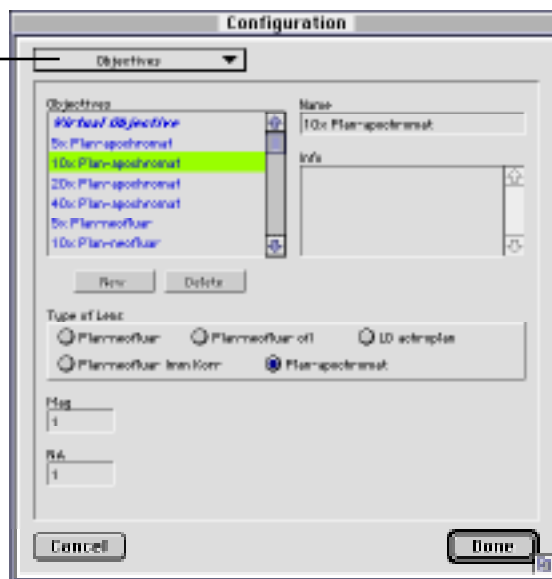 Configuration
Objectives
Objectives
Virtual Objective
5x Plan-apochromat
10x Plan-apochromat
20x Plan-apochromat
40x Plan-apochromat
5x Plan-neofluar
10x Plan-neofluar
Name
10x Plan-apochromat
Info
New
Delete
Type of Lens
Plan-neofluar
Plan-neofluar oil
LD achroplan
Plan-neofluar Imm Korr
Plan-apochromat
Mag
1
NA
1
Cancel
Done